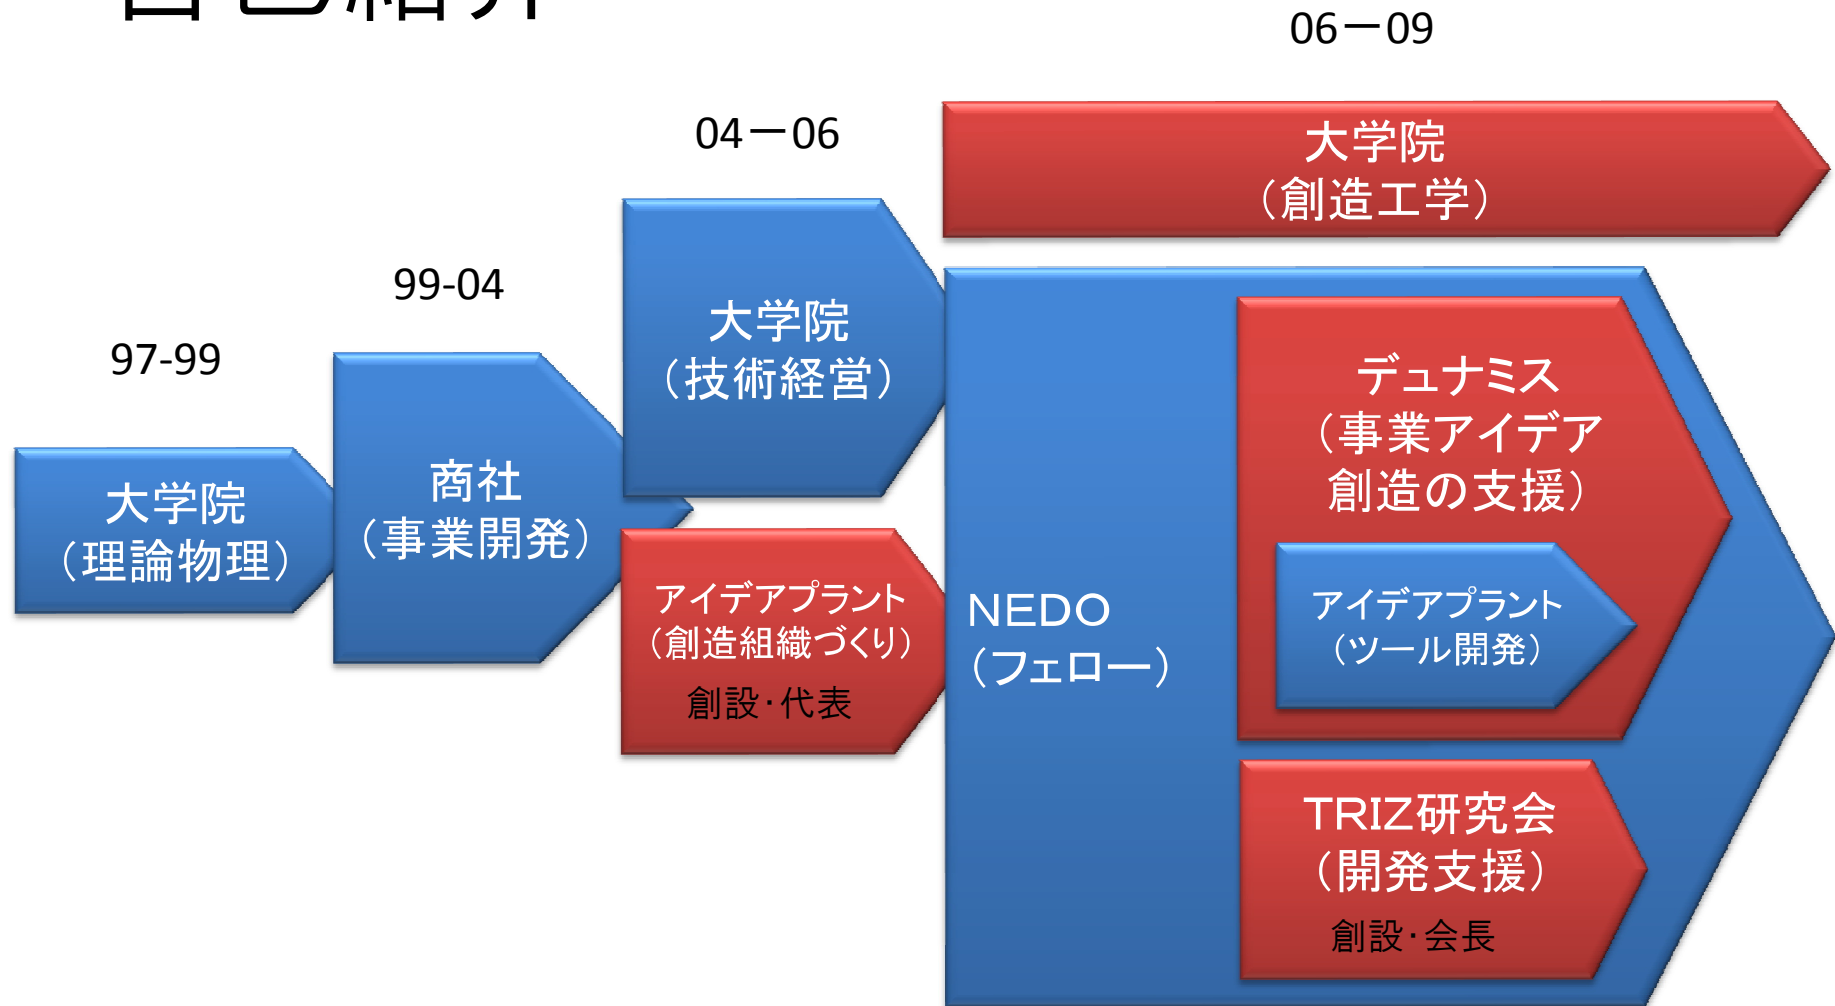 自己紹介
97-99
大学院
（理論物理）
99-04
商社
（事業開発）
04－06
大学院
（技術経営）
アイデアプラント
（創造組織づくり）
創設・代表
06－09
大学院
（創造工学）
NEDO
（フェロー）
デュナミス
（事業アイデア
創造の支援）
アイデアプラント
（ツール開発）
TRIZ研究会
（開発支援）
創設・会長